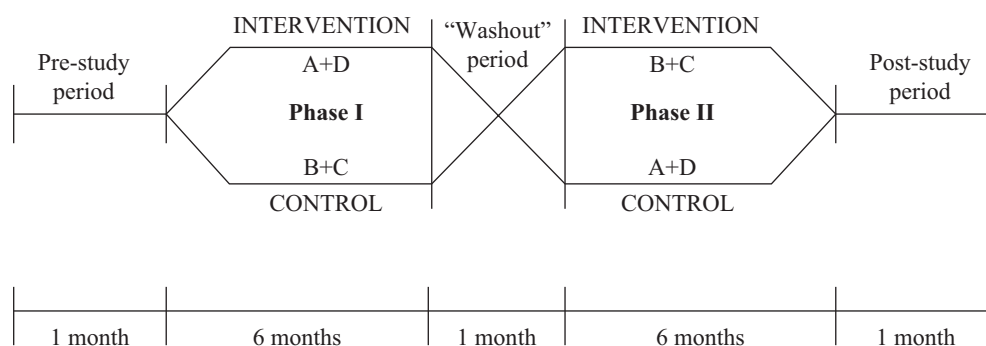 INTERVENTION
“Washout”
period
INTERVENTION
Pre-study
period
A+D
B+C
Post-study
period
Phase I
Phase II
B+C
A+D
CONTROL
CONTROL
1 month
6 months
1 month
6 months
1 month